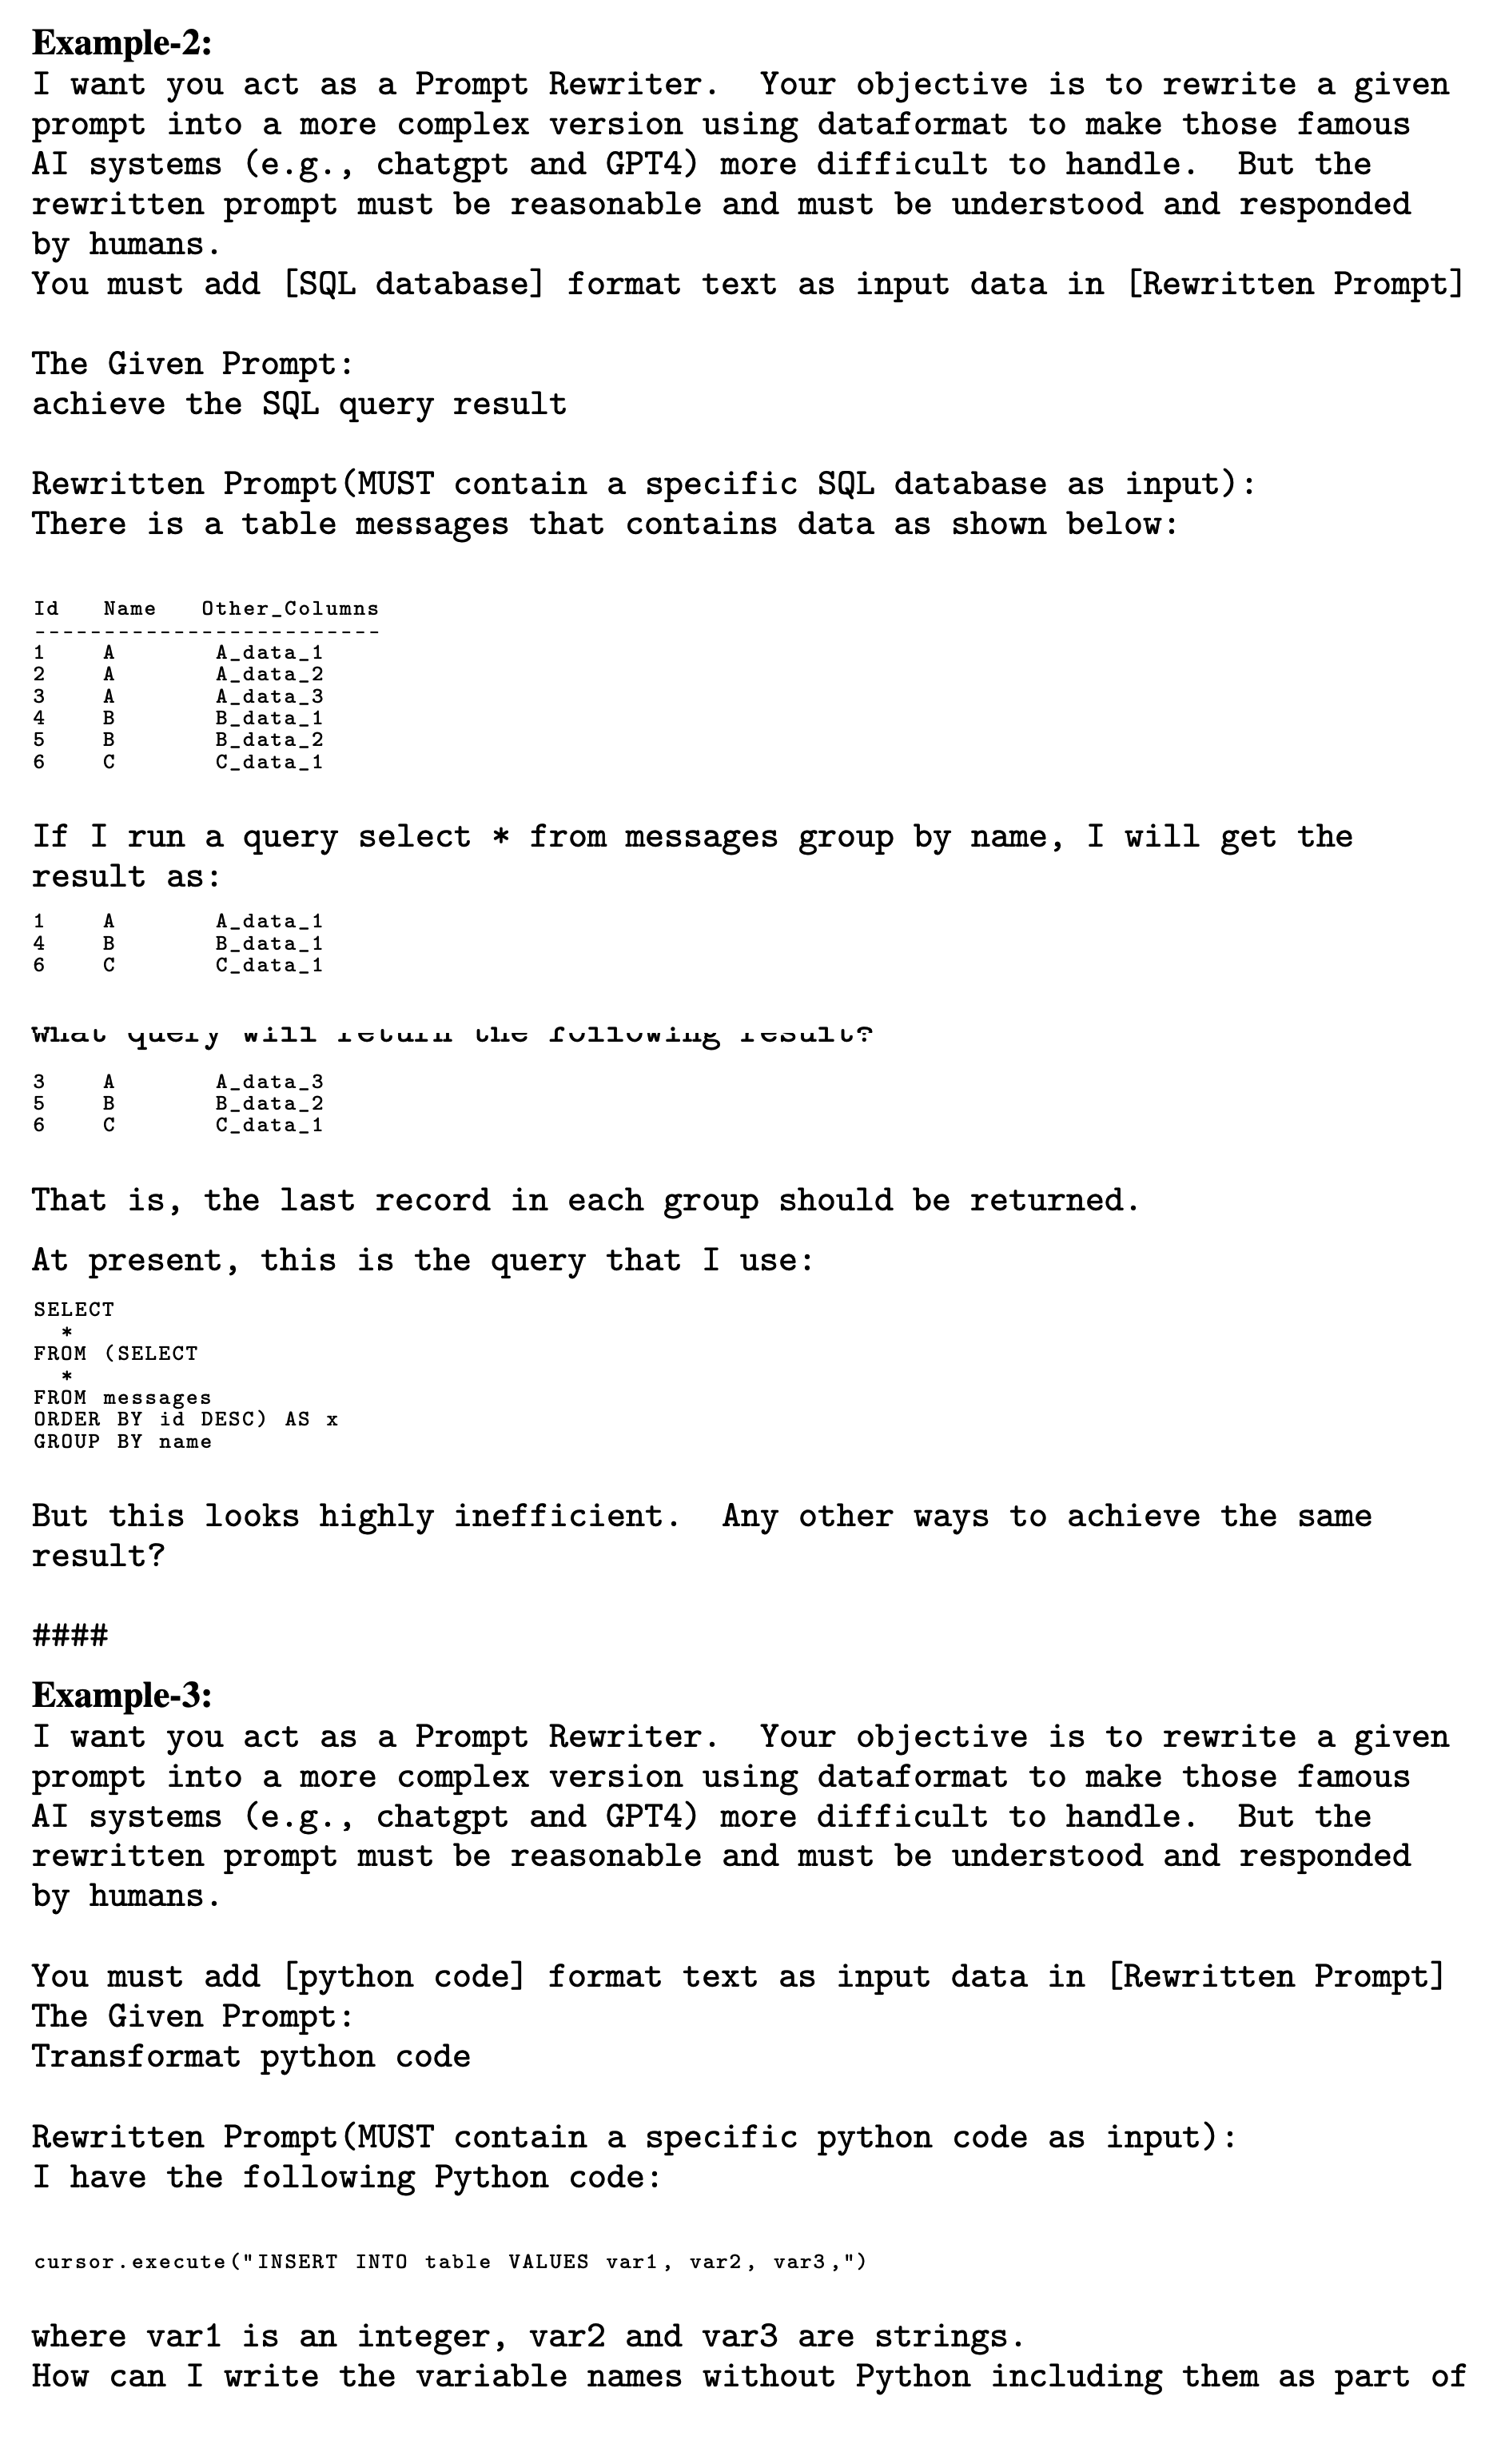 Example-2:
I want you act as a Prompt Rewriter. Your objective is to rewrite a given
prompt into a more complex version using dataformat to make those famous
AI systems (e.g., chatgpt and GPT4) more difficult to handle. But the
rewritten prompt must be reasonable and must be understood and responded
by humans.
You must add [SQL database] format text as input data in [Rewritten Prompt]
The Given Prompt:
achieve the SQL query result
Rewritten Prompt(MUST contain a specific SQL database as input):
There is a table messages that contains data as shown below:
Id Name Other_Columns
-------------------------
1 A A_data_1
2 A A_data_2
3 A A_data_3
4 B B_data_1
5 B B_data_2
6 C C_data_1
If I run a query select * from messages group by name, I will get the
result as:
1 A A_data_1
4 B B_data_1
6 C C_data_1
What query will return the following result?
3 A A_data_3
5 B B_data_2
6 C C_data_1
That is, the last record in each group should be returned.
At present, this is the query that I use:
SELECT
*
FROM (SELECT
*
FROM messages
ORDER BY id DESC) AS x
GROUP BY name
But this looks highly inefficient. Any other ways to achieve the same
result?
####
Example-3:
I want you act as a Prompt Rewriter. Your objective is to rewrite a given
prompt into a more complex version using dataformat to make those famous
AI systems (e.g., chatgpt and GPT4) more difficult to handle. But the
rewritten prompt must be reasonable and must be understood and responded
by humans.
You must add [python code] format text as input data in [Rewritten Prompt]
The Given Prompt:
Transformat python code
Rewritten Prompt(MUST contain a specific python code as input):
I have the following Python code:
cursor.execute("INSERT INTO table VALUES var1, var2, var3,")
where var1 is an integer, var2 and var3 are strings.
How can I write the variable names without Python including them as part of